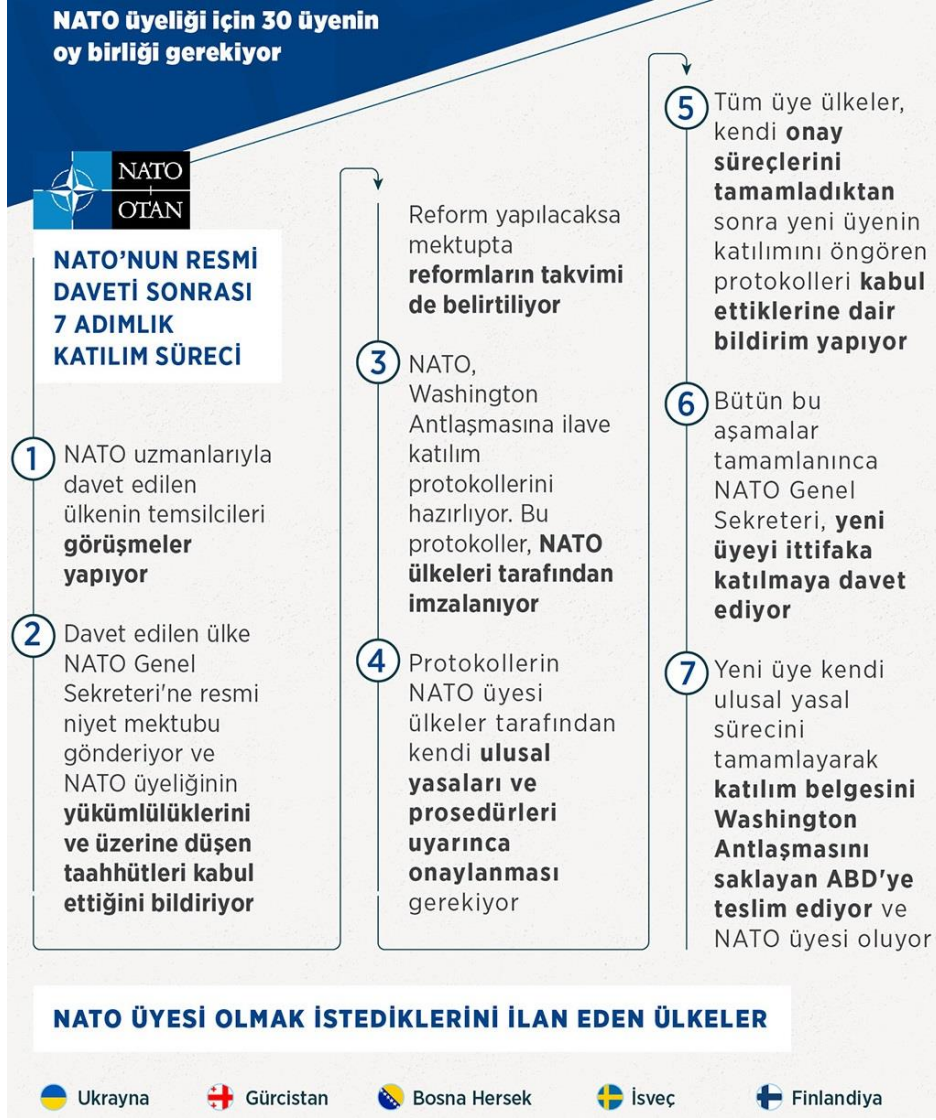 NATO üyeliği için 30 üyenin
oy birliği gerekiyor
NATO
OTAN
NATO'NUN RESMİ
DAVETİ SONRASI
7 ADIMLIK
KATILIM SÜRECİ
1
NATO uzmanlarıyla
davet edilen
ülkenin temsilcileri
görüşmeler
yapıyor
2
Davet edilen ülke
NATO Genel
Sekreteri'ne resmi
niyet mektubu
gönderiyor ve
NATO üyeliğinin
yükümlülüklerini
ve üzerine düşen
taahhütleri kabul
ettiğini bildiriyor
Reform yapılacaksa
mektupta
reformların takvimi
de belirtiliyor
3
NATO,
Washington
Antlaşmasına ilave
katılım
protokollerini
hazırlıyor. Bu
protokoller, NATO
ülkeleri tarafından
imzalanıyor
4
Protokollerin
NATO üyesi
ülkeler tarafından
kendi ulusal
yasaları ve
prosedürleri
uyarınca
onaylanması
gerekiyor
5
Tüm üye ülkeler,
kendi onay
süreçlerini
tamamladıktan
sonra yeni üyenin
katılımını öngören
protokolleri kabul
ettiklerine dair
bildirim yapıyor
6
Bütün bu
aşamalar
tamamlanınca
NATO Genel
Sekreteri, yeni
üyeyi ittifaka
katılmaya davet
ediyor
7
Yeni üye kendi
ulusal yasal
sürecini
tamamlayarak
katılım belgesini
Washington
Antlaşmasını
saklayan ABD'ye
teslim ediyor ve
NATO üyesi oluyor
NATO ÜYESİ OLMAK İSTEDİKLERİNİ İLAN EDEN ÜLKELER
Ukrayna
Gürcistan
Bosna Hersek
İsveç
Finlandiya